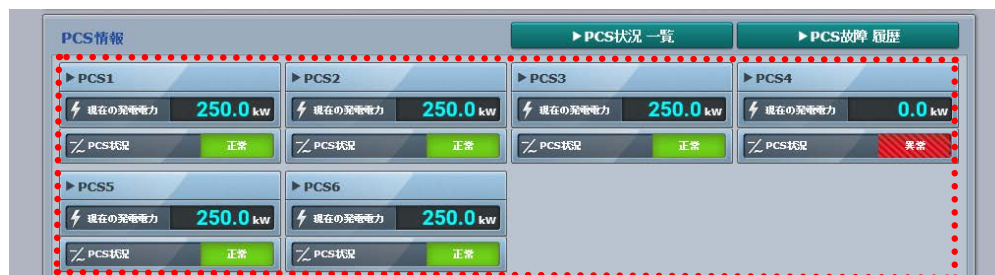 PCS情報 ▶PCS状況 一覧 ▶PCS故障 履歴
▶PCS1 ▶PCS2 ▶PCS3 ▶PCS4
現在の発電電力 250.0 kw 現在の発電電力 250.0 kw 現在の発電電力 250.0 kw 現在の発電電力 0.0 kw
PCS状況 正常 PCS状況 正常 PCS状況 正常 PCS状況 異常
▶PCS5 ▶PCS6
現在の発電電力 250.0 kw 現在の発電電力 250.0 kw
PCS状況 正常 PCS状況 正常